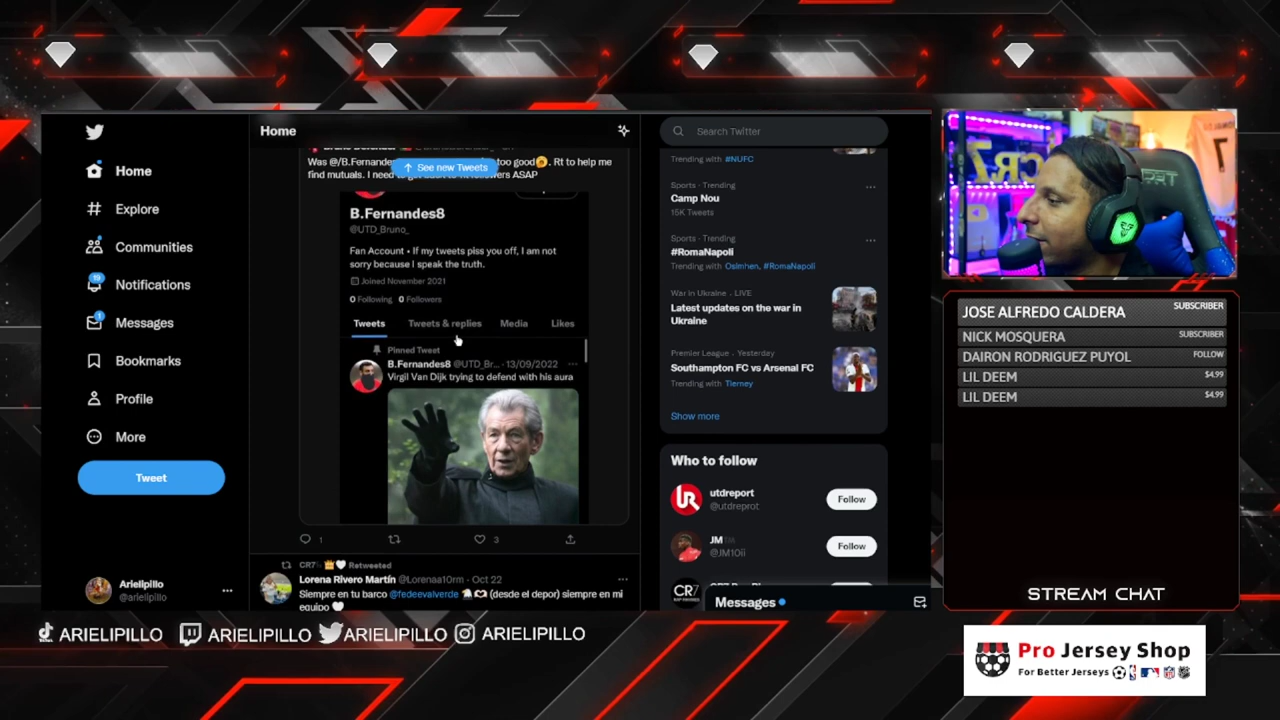 Home
Explore
Communities
19
Notifications
1
Messages
Bookmarks
Profile
More
Tweet
Arielipillo
@arielipillo
Home
Was @/B.Fernande
too good. Rt to help me
find mutuals. I need
followers ASAP
See new Tweets
B.Fernandes8
@UTD_Bruno_
Fan Account • If my tweets piss you off, I am not
sorry because I speak the truth.
Joined November 2021
0 Following 0 Followers
Tweets Tweets & replies Media Likes
Pinned Tweet
B.Fernandes8 @UTD_Br... · 13/09/2022
Virgil Van Dijk trying to defend with his aura
1
3
CR7 Retweeted
Lorena Rivero Martín @Lorenaa10rm · Oct 22
Siempre en tu barco @fedeevalverde (desde el depor) siempre en mi
equipo
Search Twitter
Trending with #NUFC
Sports · Trending
Camp Nou
15K Tweets
Sports · Trending
#RomaNapoli
Trending with Osimhen, #RomaNapoli
War in Ukraine · LIVE
Latest updates on the war in
Ukraine
Premier League · Yesterday
Southampton FC vs Arsenal FC
Trending with Tierney
Show more
Who to follow
utdreport
@utdreprot
Follow
JM
@JM10ii
Follow
CR7
Messages
JOSE ALFREDO CALDERA SUBSCRIBER
NICK MOSQUERA SUBSCRIBER
DAIRON RODRIGUEZ PUYOL FOLLOW
LIL DEEM $4.99
LIL DEEM $4.99
STREAM CHAT
ARIELIPILLO ARIELIPILLO ARIELIPILLO ARIELIPILLO
Pro Jersey Shop
For Better Jerseys